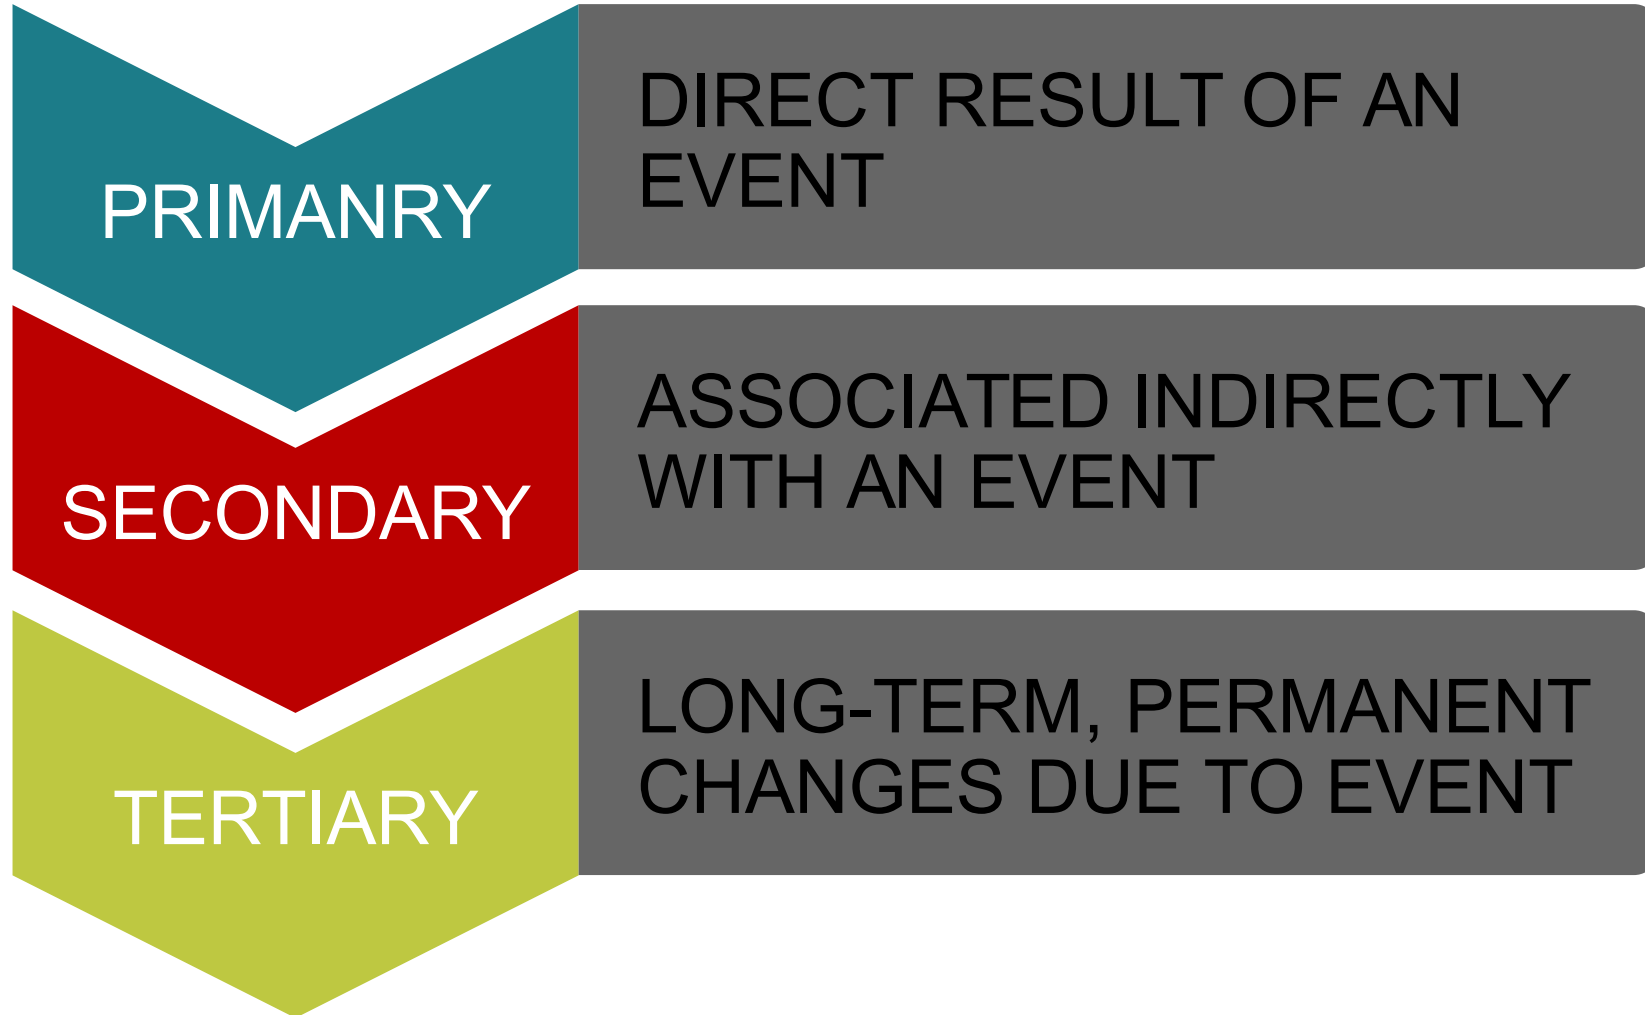 PRIMANRY
DIRECT RESULT OF AN
EVENT
SECONDARY
ASSOCIATED INDIRECTLY
WITH AN EVENT
TERTIARY
LONG-TERM, PERMANENT
CHANGES DUE TO EVENT